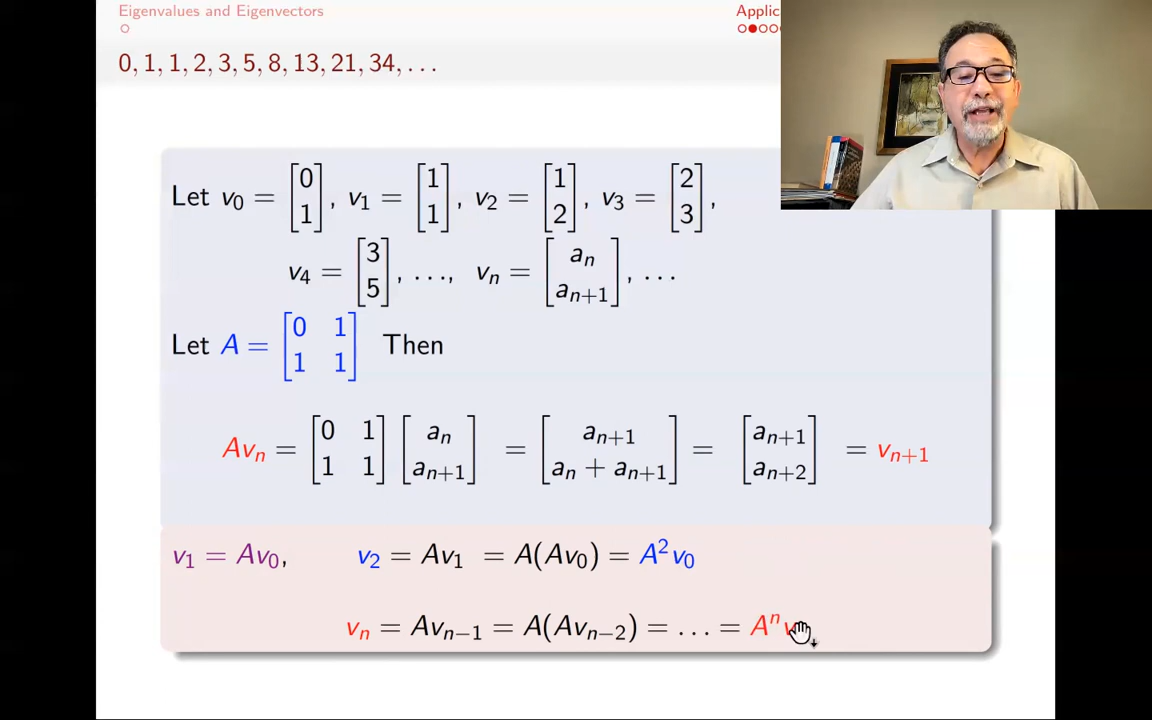 Eigenvalues and Eigenvectors
0, 1, 1, 2, 3, 5, 8, 13, 21, 34, . . .
Let v₀ = [0 1], v₁ = [1 1], v₂ = [1 2], v₃ = [2 3],
v₄ = [3 5], . . ., vₙ = [aₙ aₙ₊₁], . . .
Let A = [0 1 1 1] Then
Avₙ = [0 1 1 1] [aₙ aₙ₊₁] = [aₙ₊₁ aₙ + aₙ₊₁] = [aₙ₊₁ aₙ₊₂] = vₙ₊₁
v₁ = Av₀, v₂ = Av₁ = A(Av₀) = A²v₀
vₙ = Avₙ₋₁ = A(Avₙ₋₂) = . . . = Aⁿ